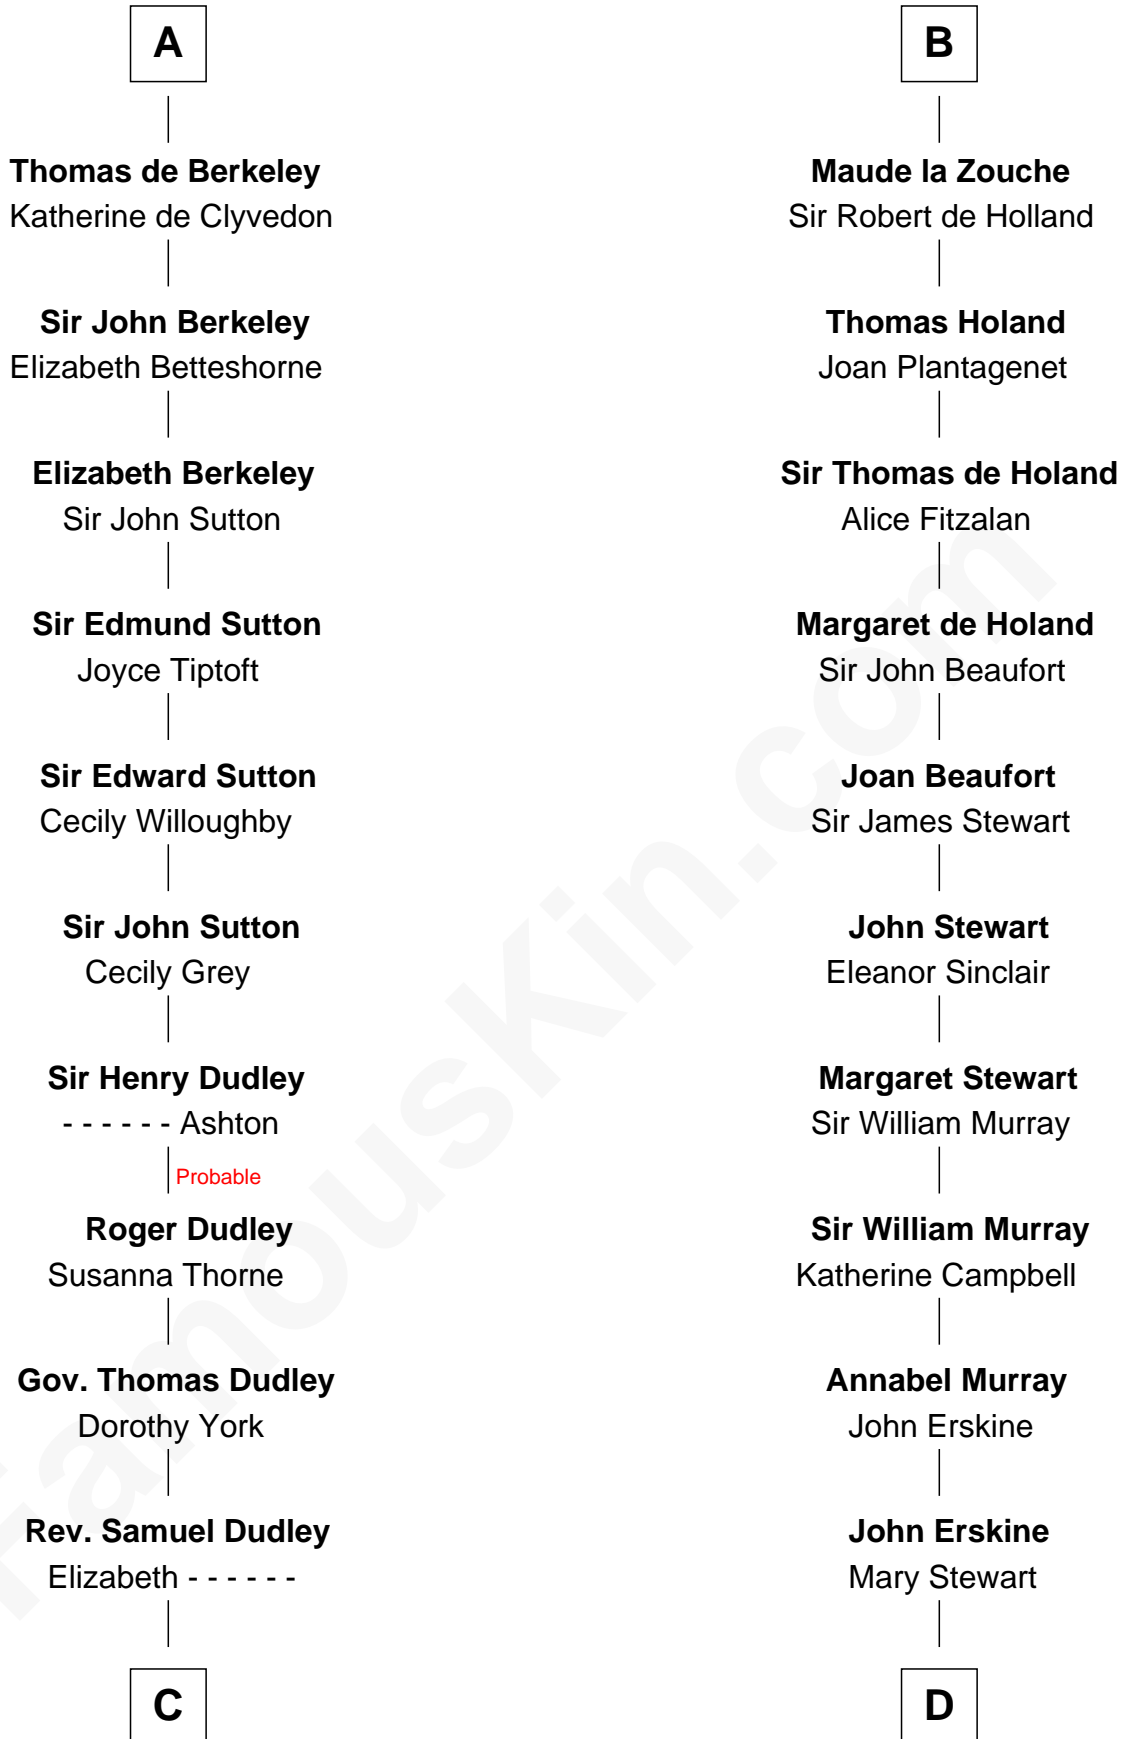 A
Thomas de Berkeley
Katherine de Clyvedon
Sir John Berkeley
Elizabeth Betteshorne
Elizabeth Berkeley
Sir John Sutton
Sir Edmund Sutton
Joyce Tiptoft
Sir Edward Sutton
Cecily Willoughby
Sir John Sutton
Cecily Grey
Sir Henry Dudley
- - - - - - Ashton
Probable
Roger Dudley
Susanna Thorne
Gov. Thomas Dudley
Dorothy York
Rev. Samuel Dudley
Elizabeth - - - - - -
C
B
Maude la Zouche
Sir Robert de Holland
Thomas Holand
Joan Plantagenet
Sir Thomas de Holand
Alice Fitzalan
Margaret de Holand
Sir John Beaufort
Joan Beaufort
Sir James Stewart
John Stewart
Eleanor Sinclair
Margaret Stewart
Sir William Murray
Sir William Murray
Katherine Campbell
Annabel Murray
John Erskine
John Erskine
Mary Stewart
D
FamousKin.com